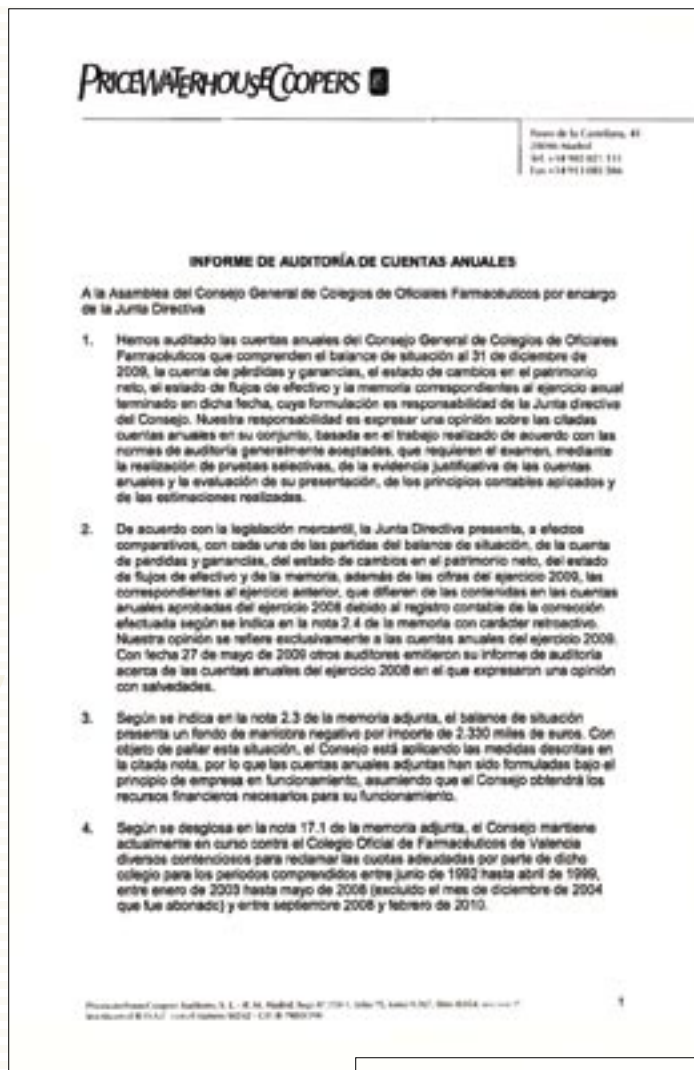 PRICEWATERHOUSECOOPERS
28046 Madrid
INFORME DE AUDITORÍA DE CUENTAS ANUALES
A la Asamblea del Consejo General de Colegios de Oficiales Farmacéuticos por encargo
de la Junta Directiva
1. Hemos auditado las cuentas anuales del Consejo General de Colegios de Oficiales
Farmacéuticos que comprenden el balance de situación al 31 de diciembre de
2009, la cuenta de pérdidas y ganancias, el estado de cambios en el patrimonio
neto, el estado de flujos de efectivo y la memoria correspondientes al ejercicio anual
terminado en dicha fecha, cuya formulación es responsabilidad de la Junta directiva
del Consejo. Nuestra responsabilidad es expresar una opinión sobre las citadas
cuentas anuales en su conjunto, basada en el trabajo realizado de acuerdo con las
normas de auditoría generalmente aceptadas, que requieren el examen, mediante
la realización de pruebas selectivas, de la evidencia justificativa de las cuentas
anuales y la evaluación de su presentación, de los principios contables aplicados y
de las estimaciones realizadas.
2. De acuerdo con la legislación mercantil, la Junta Directiva presenta, a efectos
comparativos, con cada una de las partidas del balance de situación, de la cuenta
de pérdidas y ganancias, del estado de cambios en el patrimonio neto, del estado
de flujos de efectivo y de la memoria, además de las cifras del ejercicio 2009, las
correspondientes al ejercicio anterior, que difieren de las contenidas en las cuentas
anuales aprobadas del ejercicio 2008 debido al registro contable de la corrección
efectuada según se indica en la nota 2.4 de la memoria con carácter retroactivo.
Nuestra opinión se refiere exclusivamente a las cuentas anuales del ejercicio 2009.
Con fecha 27 de mayo de 2009 otros auditores emitieron su informe de auditoría
acerca de las cuentas anuales del ejercicio 2008 en el que expresaron una opinión
con salvedades.
3. Según se indica en la nota 2.3 de la memoria adjunta, el balance de situación
presenta un fondo de maniobra negativo por importe de 2.330 miles de euros. Con
objeto de paliar esta situación, el Consejo está aplicando las medidas descritas en
la citada nota, por lo que las cuentas anuales adjuntas han sido formuladas bajo el
principio de empresa en funcionamiento, asumiendo que el Consejo obtendrá los
recursos financieros necesarios para su funcionamiento.
4. Según se desglosa en la nota 17.1 de la memoria adjunta, el Consejo mantiene
actualmente en curso contra el Colegio Oficial de Farmacéuticos de Valencia
diversos contenciosos para reclamar las cuotas adeudadas por parte de dicho
colegio para los periodos comprendidos entre junio de 1992 hasta abril de 1999,
entre enero de 2003 hasta mayo de 2008 (excluido el mes de diciembre de 2004
que fue abonado) y entre septiembre 2008 y febrero de 2010.
1